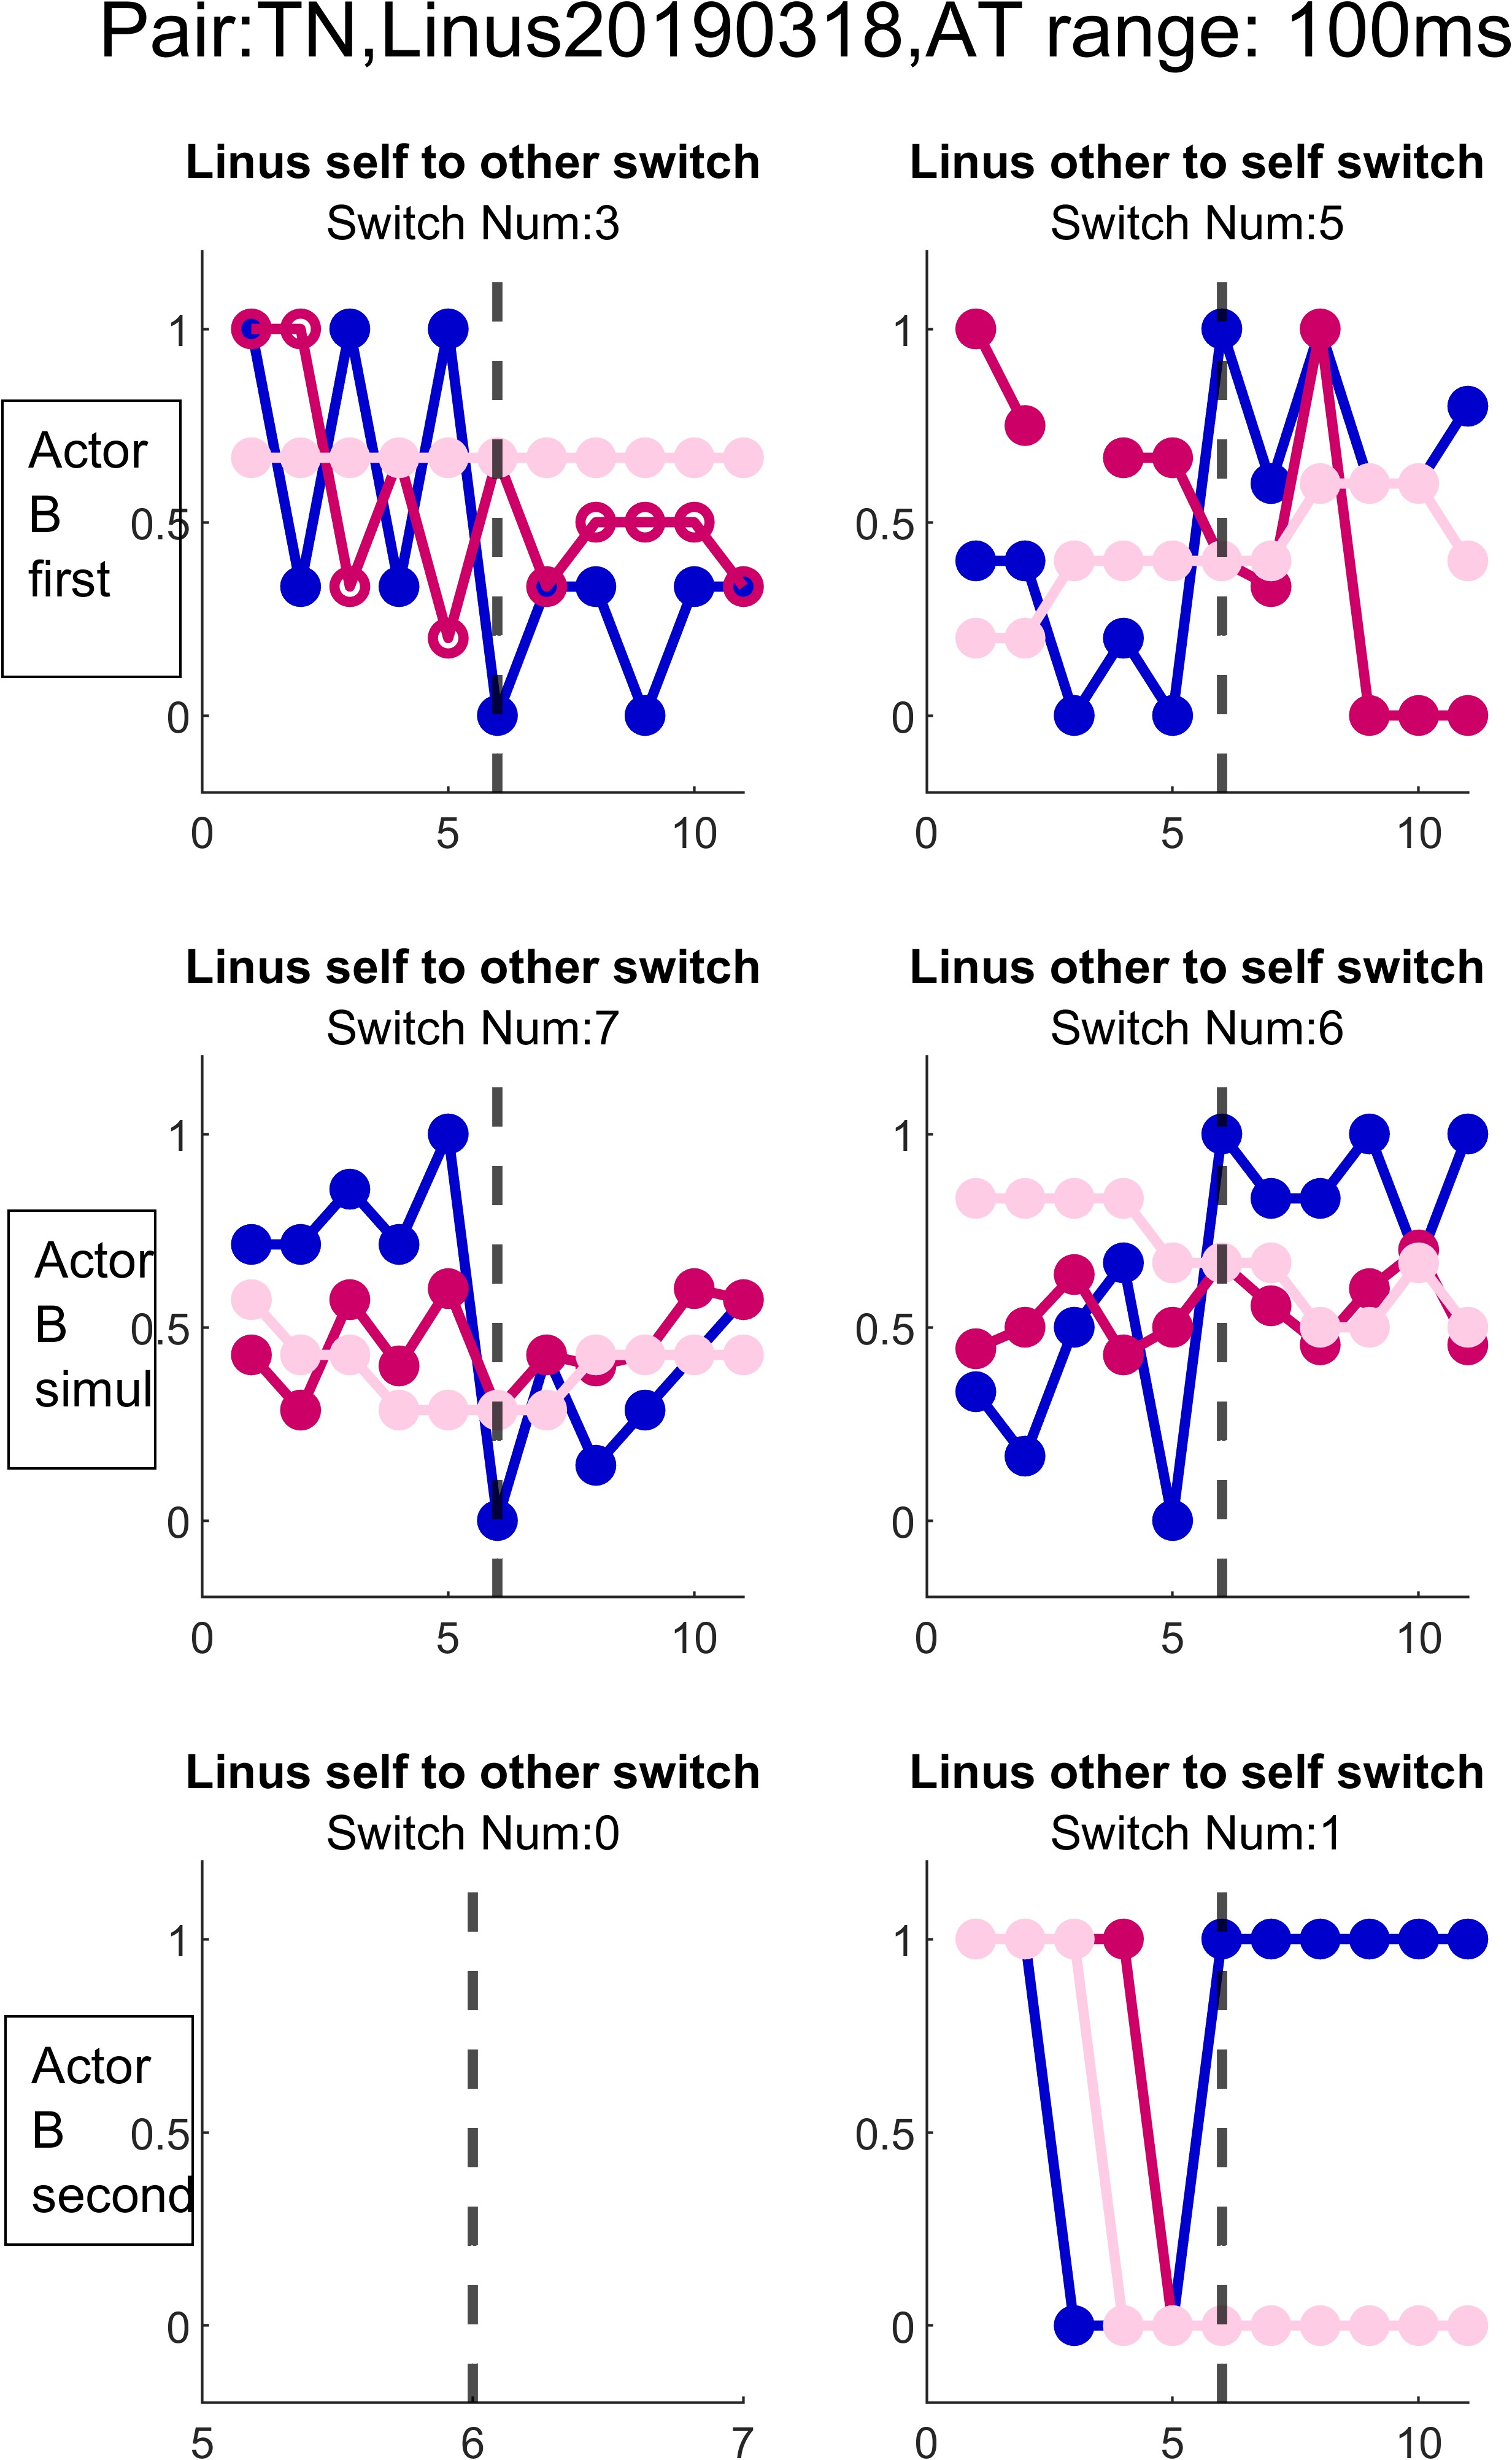 Pair:TN,Linus20190318,AT range: 100ms
Linus self to other switch
Switch Num:3
1
0.5
0
0
5
10
Actor
B
first
Linus other to self switch
Switch Num:5
1
0.5
0
0
5
10
Linus self to other switch
Switch Num:7
1
0.5
0
0
5
10
Actor
B
simul
Linus other to self switch
Switch Num:6
1
0.5
0
0
5
10
Linus self to other switch
Switch Num:0
1
0.5
0
5
6
7
Actor
B
second
Linus other to self switch
Switch Num:1
1
0.5
0
0
5
10